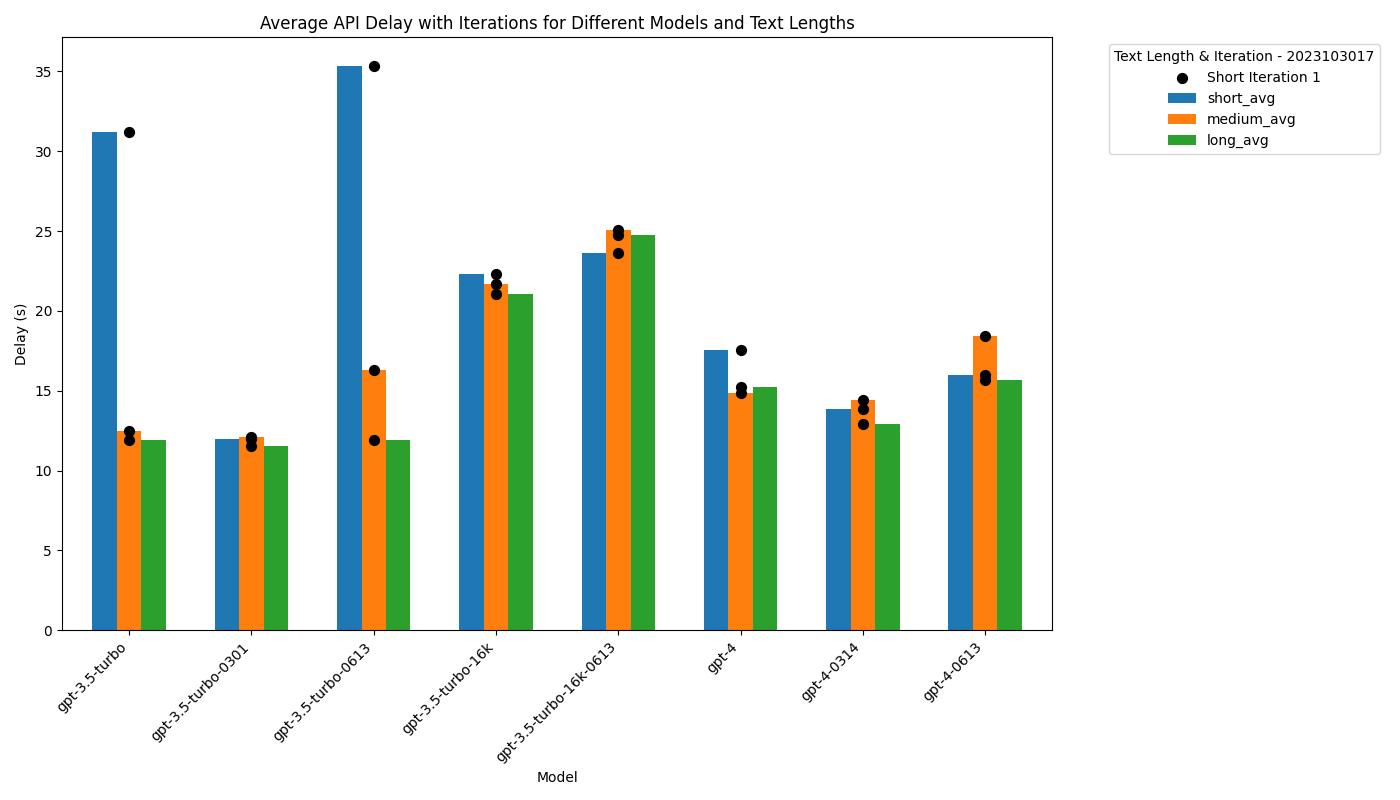 Average API Delay with Iterations for Different Models and Text Lengths
Text Length & Iteration - 2023103017
Short Iteration 1
short_avg
medium_avg
long_avg
Delay (s)
35
30
25
20
15
10
5
0
gpt-3.5-turbo
gpt-3.5-turbo-0301
gpt-3.5-turbo-0613
gpt-3.5-turbo-16k
gpt-3.5-turbo-16k-0613
gpt-4
gpt-4-0314
gpt-4-0613
Model